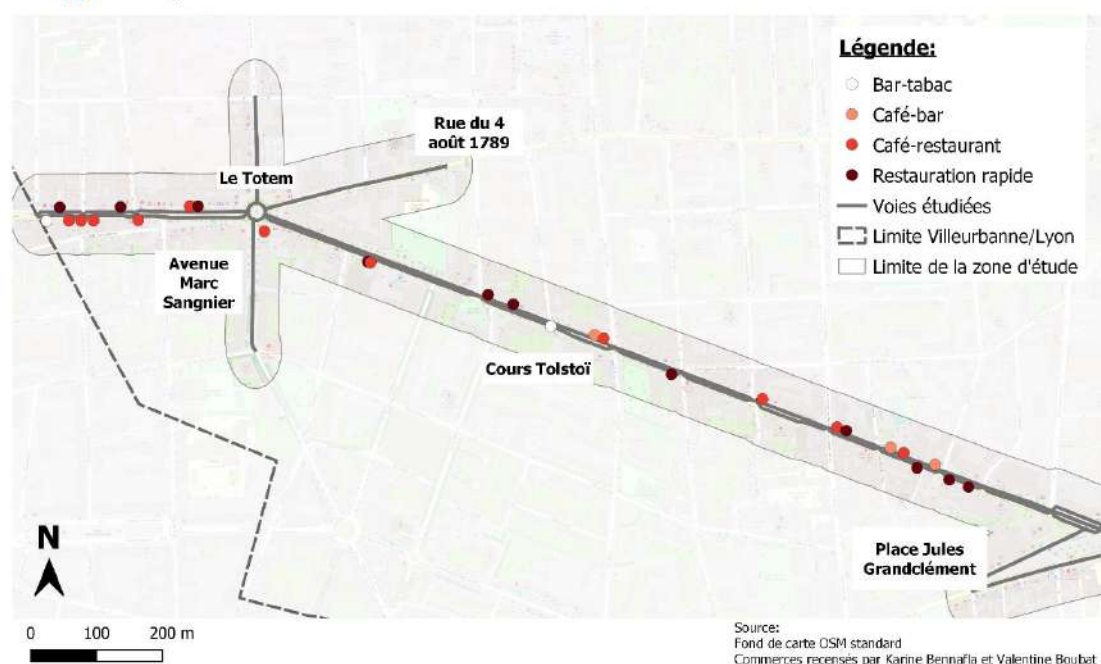 Légende:
Bar-tabac
Café-bar
Café-restaurant
Restauration rapide
Voies étudiées
Limite Villeurbanne/Lyon
Limite de la zone d'étude
Rue du 4
août 1789
Le Totem
Avenue
Marc
Sangnier
Cours Tolstoï
Place Jules
Grandclément
N
0 100 200 m
Source:
Fond de carte OSM standard
Commerces recensés par Karine Bennafla et Valentine Boubat